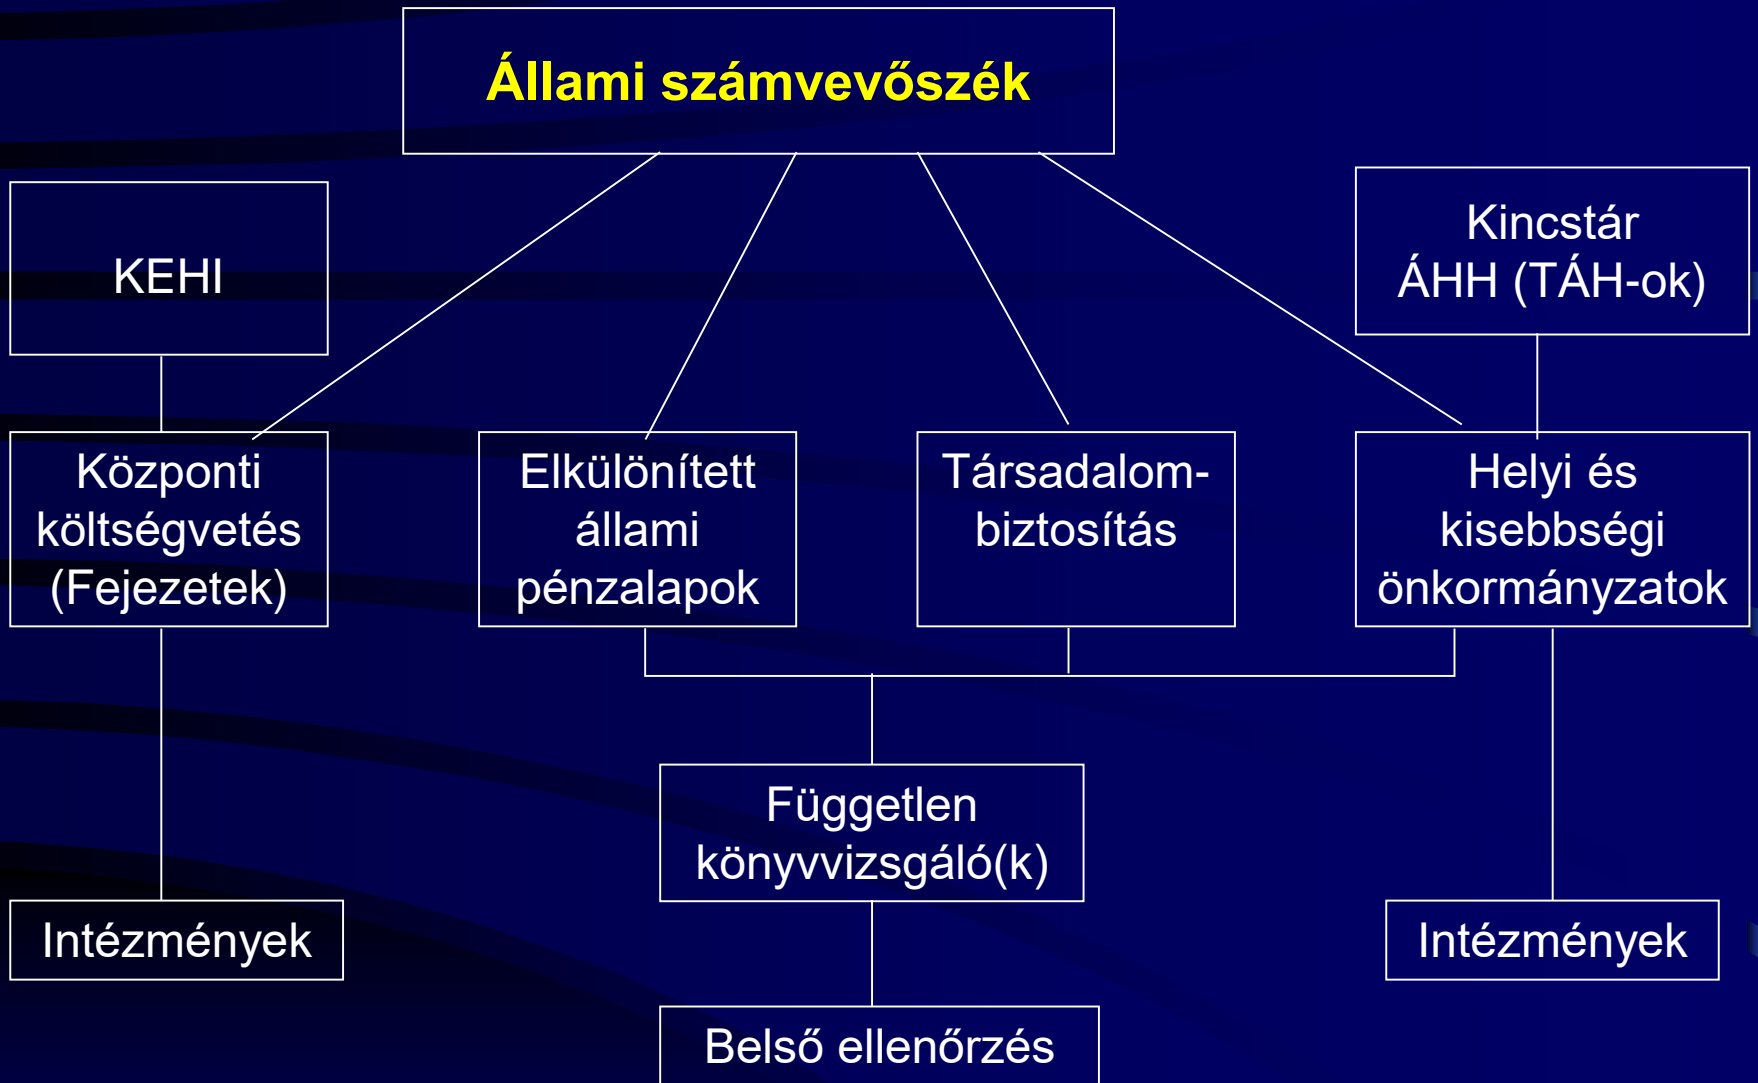 Állami számvevőszék
KEHI
Kincstár
ÁHH (TÁH-ok)
Központi
költségvetés
(Fejezetek)
Elkülönített
állami
pénzalapok
Társadalom-
biztosítás
Helyi és
kisebbségi
önkormányzatok
Független
könyvvizsgáló(k)
Intézmények
Intézmények
Belső ellenőrzés